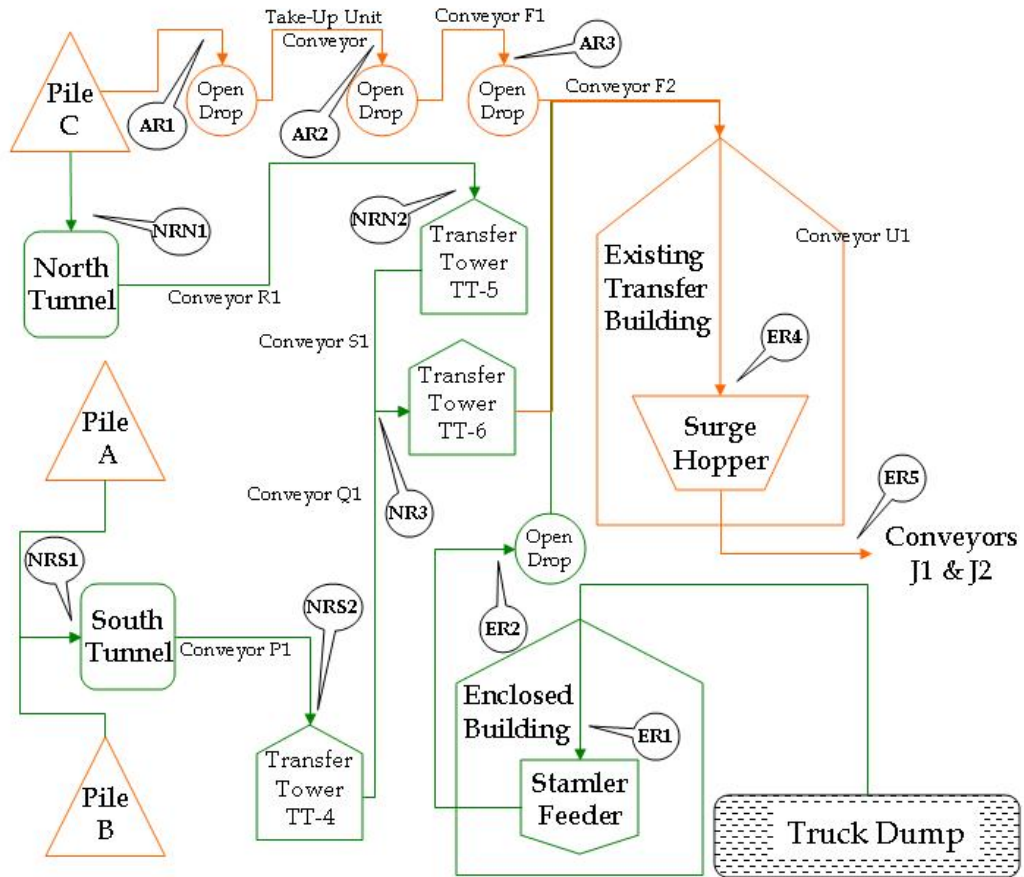 Take-Up Unit
Conveyor
Conveyor F1
AR3
Pile
C
AR1
Open
Drop
AR2
Open
Drop
Open
Drop
Conveyor F2
NRN1
NRN2
North
Tunnel
Conveyor R1
Transfer
Tower
TT-5
Conveyor U1
Existing
Transfer
Building
Conveyor S1
ER4
Pile
A
Transfer
Tower
TT-6
Surge
Hopper
Conveyor Q1
NR3
ER5
Conveyors
J1 & J2
Open
Drop
NRS1
NRS2
ER2
South
Tunnel
Conveyor P1
Enclosed
Building
ER1
Transfer
Tower
TT-4
Stamler
Feeder
Pile
B
Truck Dump